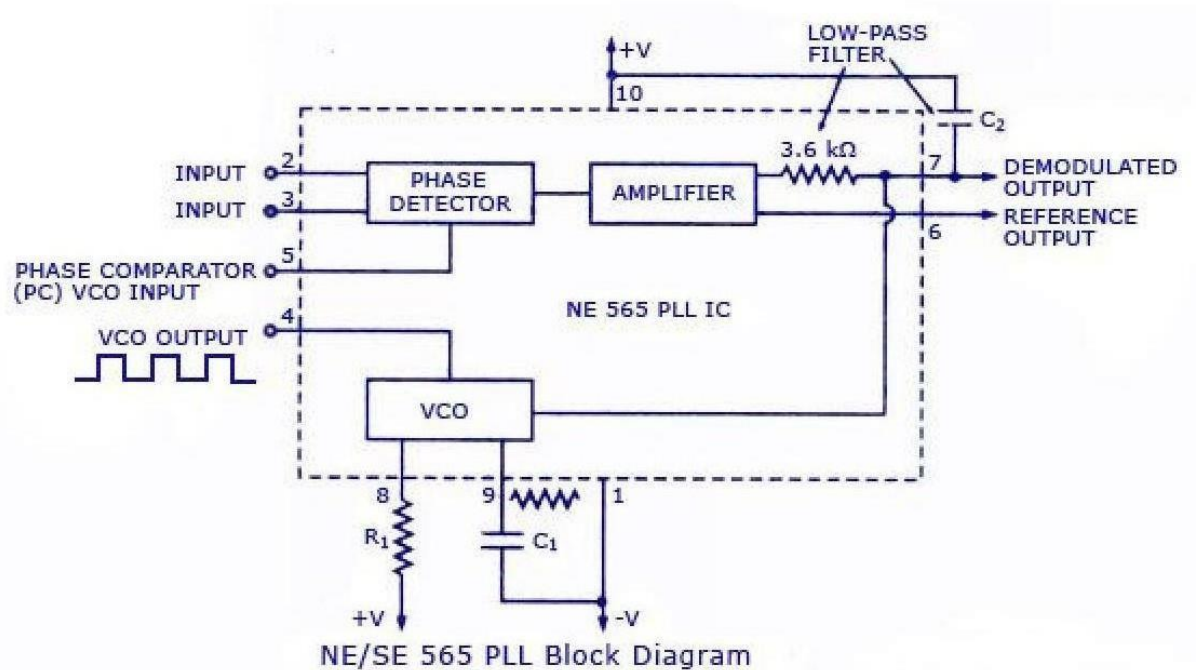 LOW-PASS
FILTER
+V
10
C₂
3.6 kΩ
INPUT
2
PHASE
DETECTOR
AMPLIFIER
7
DEMODULATED
OUTPUT
INPUT
3
6
REFERENCE
OUTPUT
5
PHASE COMPARATOR
(PC) VCO INPUT
NE 565 PLL IC
4
VCO OUTPUT
VCO
8
9
1
R₁
C₁
+V
-V
NE/SE 565 PLL Block Diagram